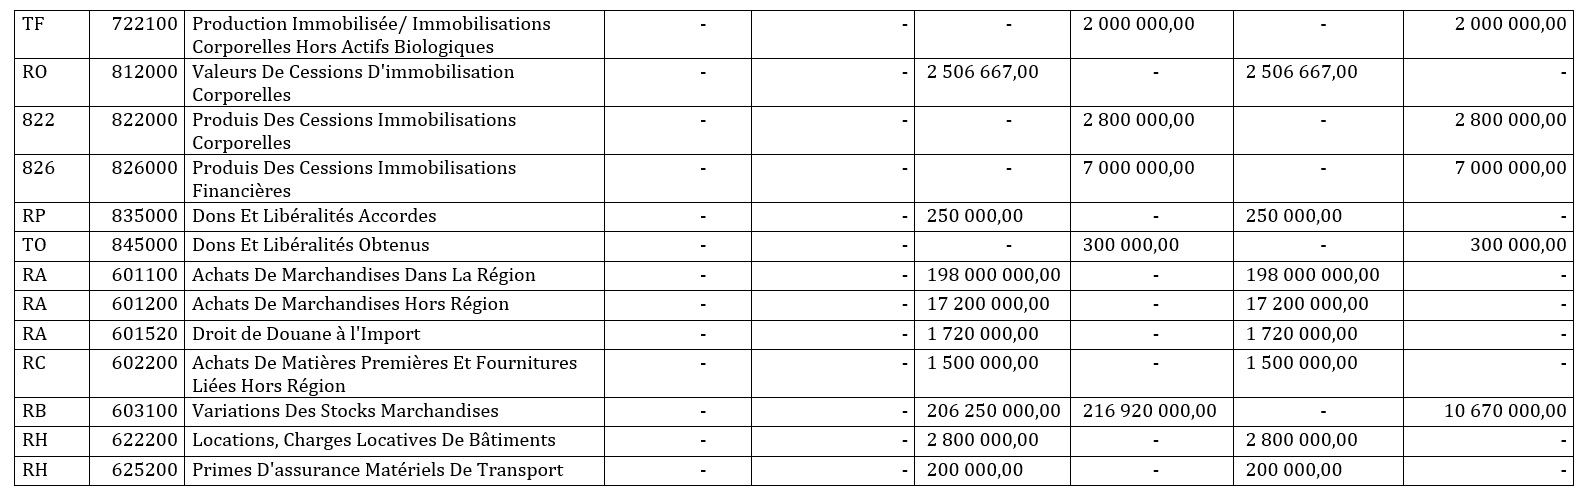 TF 722100 Production Immobilisée/ Immobilisations - - - 2 000 000,00 - 2 000 000,00
Corporelles Hors Actifs Biologiques
RO 812000 Valeurs De Cessions D'immobilisation - - 2 506 667,00 - 2 506 667,00 -
Corporelles
822 822000 Produis Des Cessions Immobilisations - - - 2 800 000,00 - 2 800 000,00
Corporelles
826 826000 Produis Des Cessions Immobilisations - - - 7 000 000,00 - 7 000 000,00
Financières
RP 835000 Dons Et Libéralités Accordes - - 250 000,00 - 250 000,00 -
TO 845000 Dons Et Libéralités Obtenus - - - 300 000,00 - 300 000,00
RA 601100 Achats De Marchandises Dans La Région - - 198 000 000,00 - 198 000 000,00 -
RA 601200 Achats De Marchandises Hors Région - - 17 200 000,00 - 17 200 000,00 -
RA 601520 Droit de Douane à l'Import - - 1 720 000,00 - 1 720 000,00 -
RC 602200 Achats De Matières Premières Et Fournitures - - 1 500 000,00 - 1 500 000,00 -
Liées Hors Région
RB 603100 Variations Des Stocks Marchandises - - 206 250 000,00 216 920 000,00 - 10 670 000,00
RH 622200 Locations, Charges Locatives De Bâtiments - - 2 800 000,00 - 2 800 000,00 -
RH 625200 Primes D'assurance Matériels De Transport - - 200 000,00 - 200 000,00 -